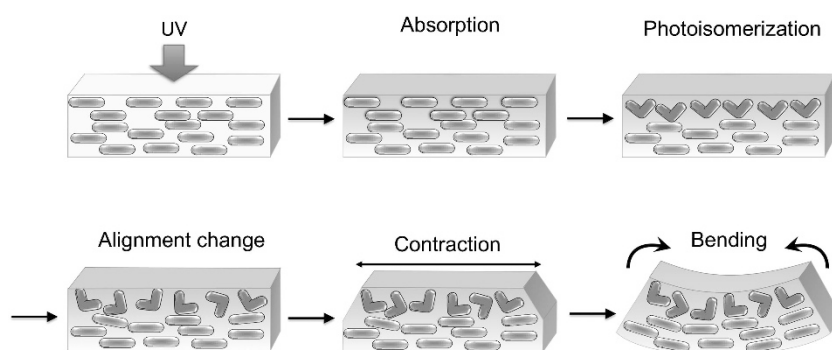 UV
Absorption
Photoisomerization
Alignment change
Contraction
Bending